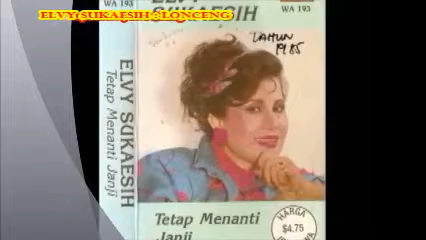 ELVY SUKAESIH @ LONCENG
WA 193
WA 193
ELVY
SUKAESIH
TAHUN
1985
ELVY SUKAESIH
Tetap Menanti Janji
Tetap Menanti
Janji
HARGA
$4.75